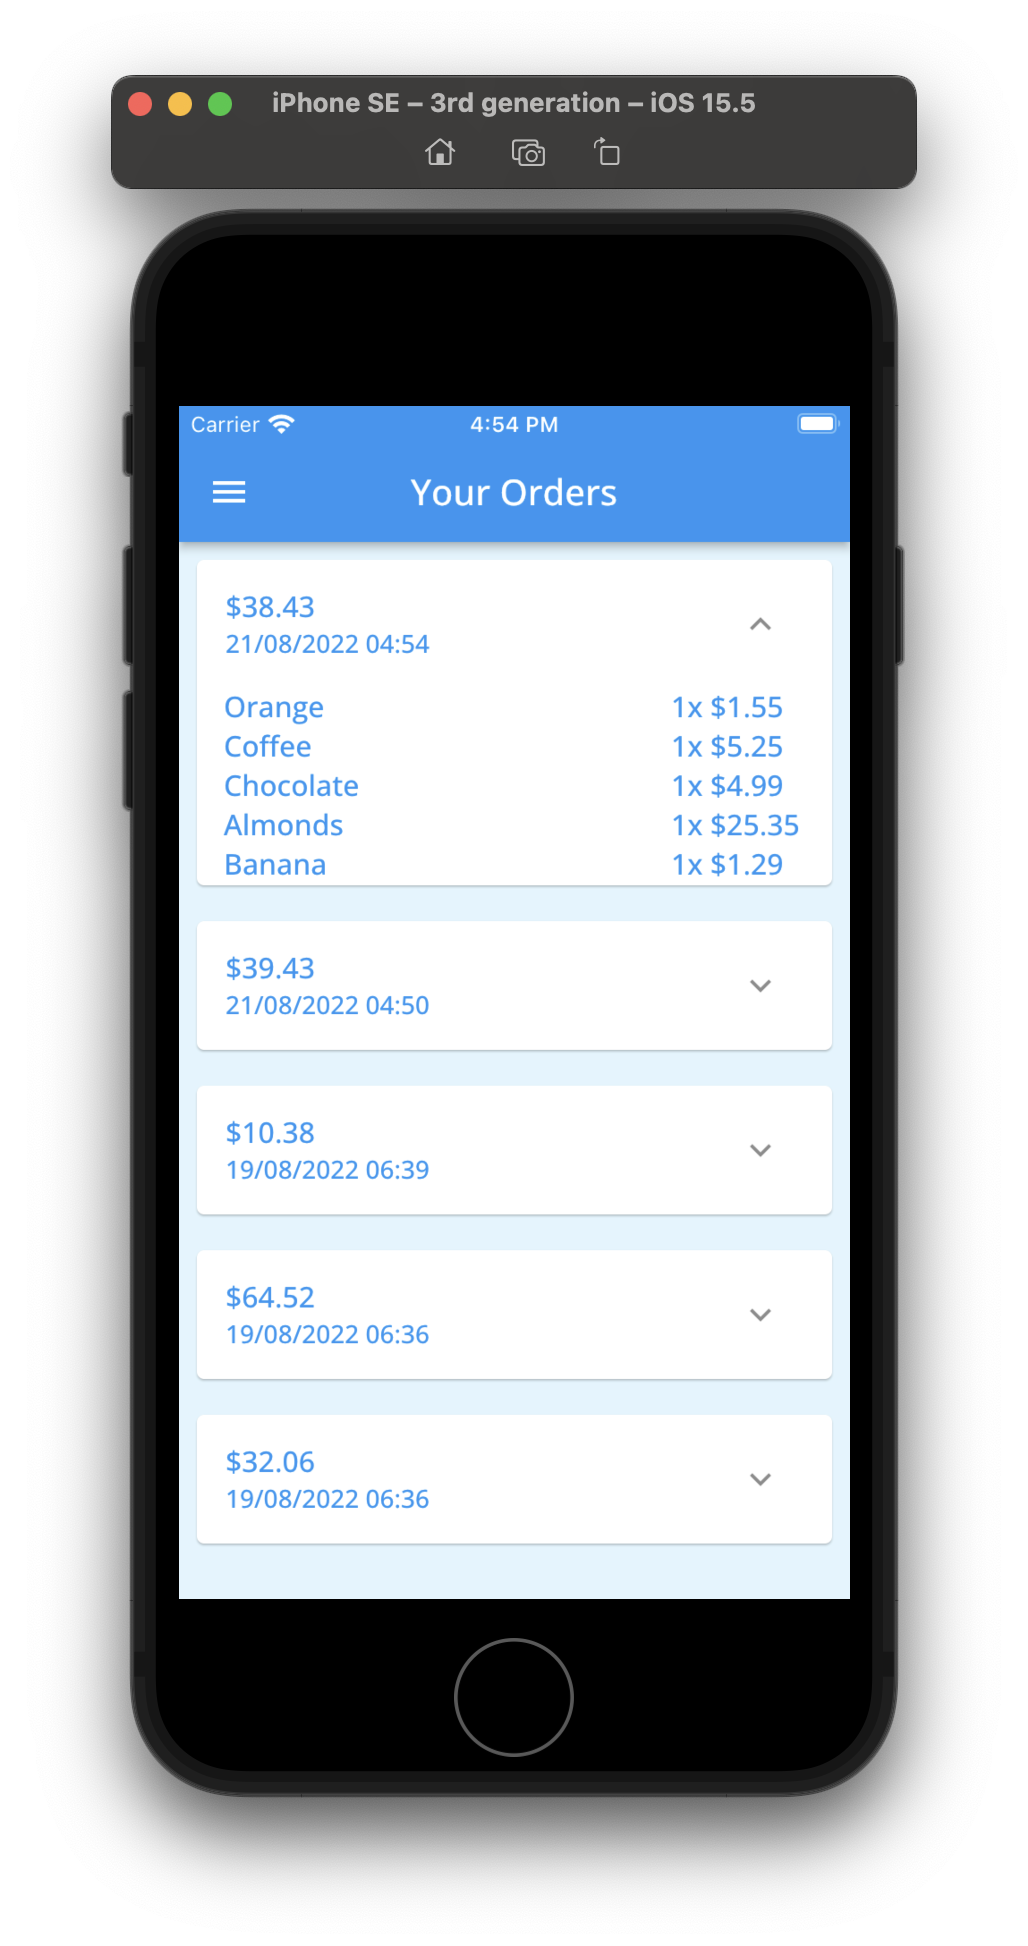 iPhone SE – 3rd generation – iOS 15.5
Carrier 4:54 PM
Your Orders
$38.43
21/08/2022 04:54
Orange 1x $1.55
Coffee 1x $5.25
Chocolate 1x $4.99
Almonds 1x $25.35
Banana 1x $1.29
$39.43
21/08/2022 04:50
$10.38
19/08/2022 06:39
$64.52
19/08/2022 06:36
$32.06
19/08/2022 06:36